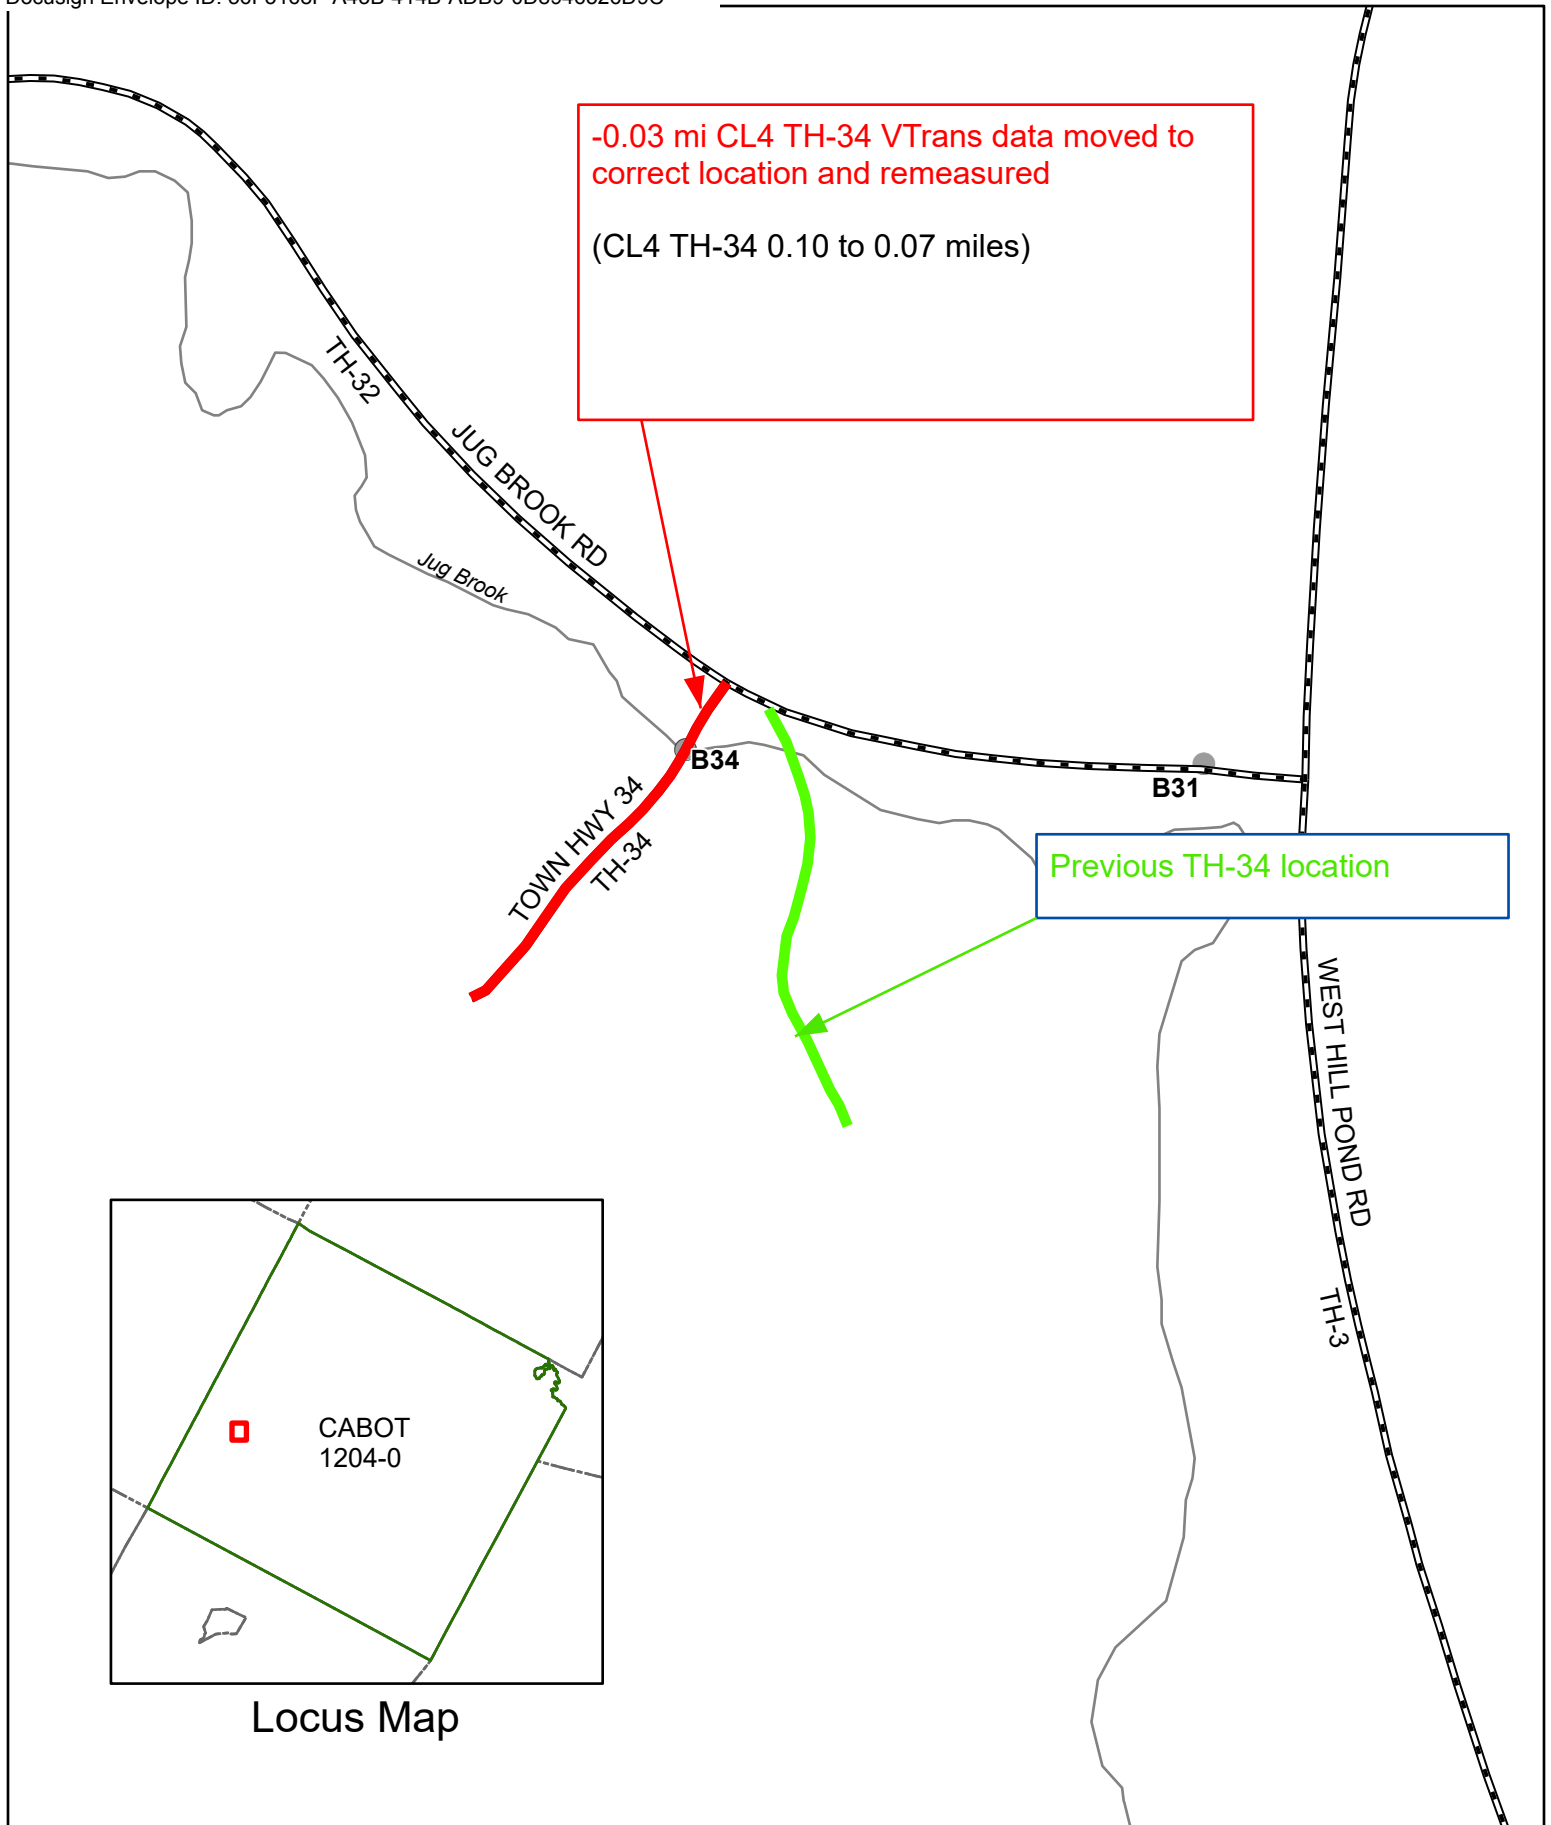 -0.03 mi CL4 TH-34 VTrans data moved to
correct location and remeasured
(CL4 TH-34 0.10 to 0.07 miles)
TH-32
JUG BROOK RD
Jug Brook
B34
B31
TOWN HWY 34
TH-34
Previous TH-34 location
WEST HILL POND RD
TH-3
CABOT
1204-0
Locus Map